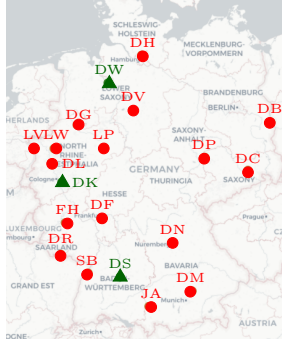 SCHLESWIG-
HOLSTEIN
DH
Hamburg
MECKLENBURG-
VORPOMMERN
DW
LOWER
SAXONY
DV
BRANDENBURG
BERLIN
DB
DG
HERLANDS
LV LW
LP
NORTH
RHINE-
WESTPHALIA
DL
SAXONY-
ANHALT
DP
Cologne
DK
GERMANY
THURINGIA
DC
SAXONY
HESSE
FH
Frankfurt
DF
Prague
LUXEMBOURG
DR
SAARLAND
Nuremberg
DN
CZ
SB
DS
BADEN-
WÜRTTEMBERG
BAVARIA
DM
GRAND EST
JA
Munich
Zürich
AUSTRIA